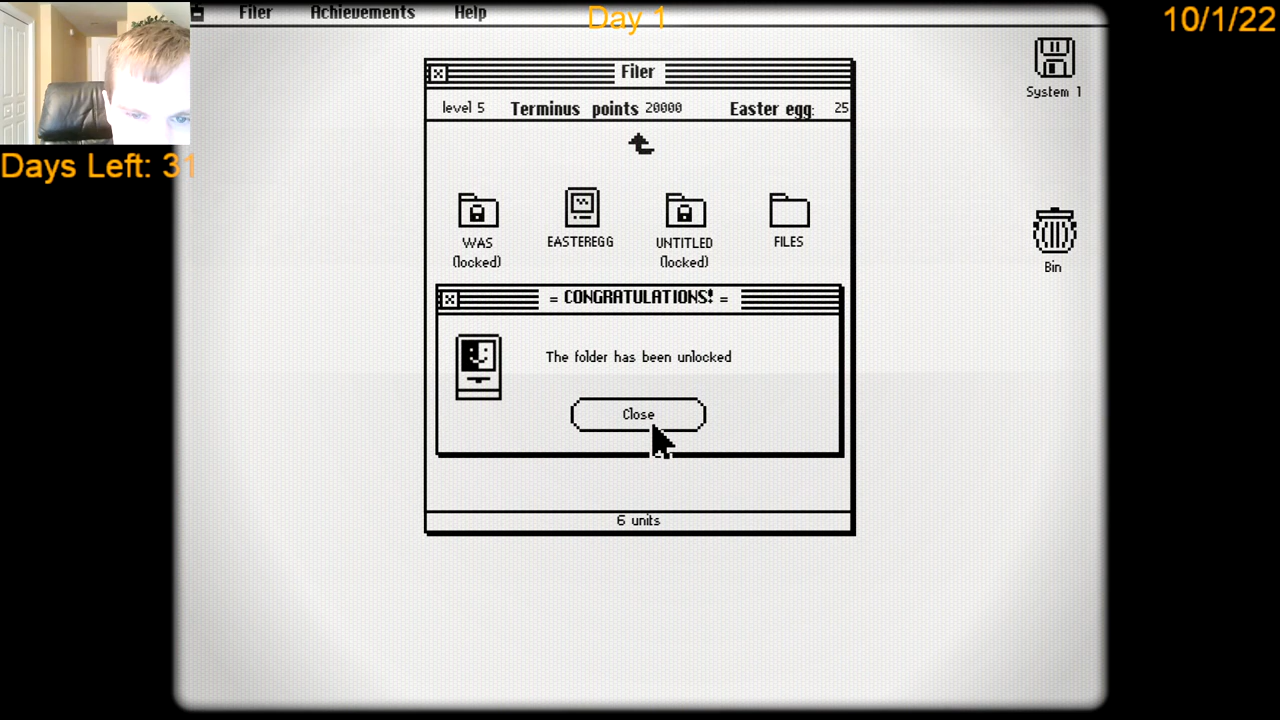 Filer Achievements Help
Day 1
10/1/22
Days Left: 31
System 1
Bin
Filer
level 5 Terminus points 20000 Easter egg: 25
WAS (locked)
EASTEREGG
UNTITLED (locked)
FILES
= CONGRATULATIONS! =
The folder has been unlocked
Close
6 units